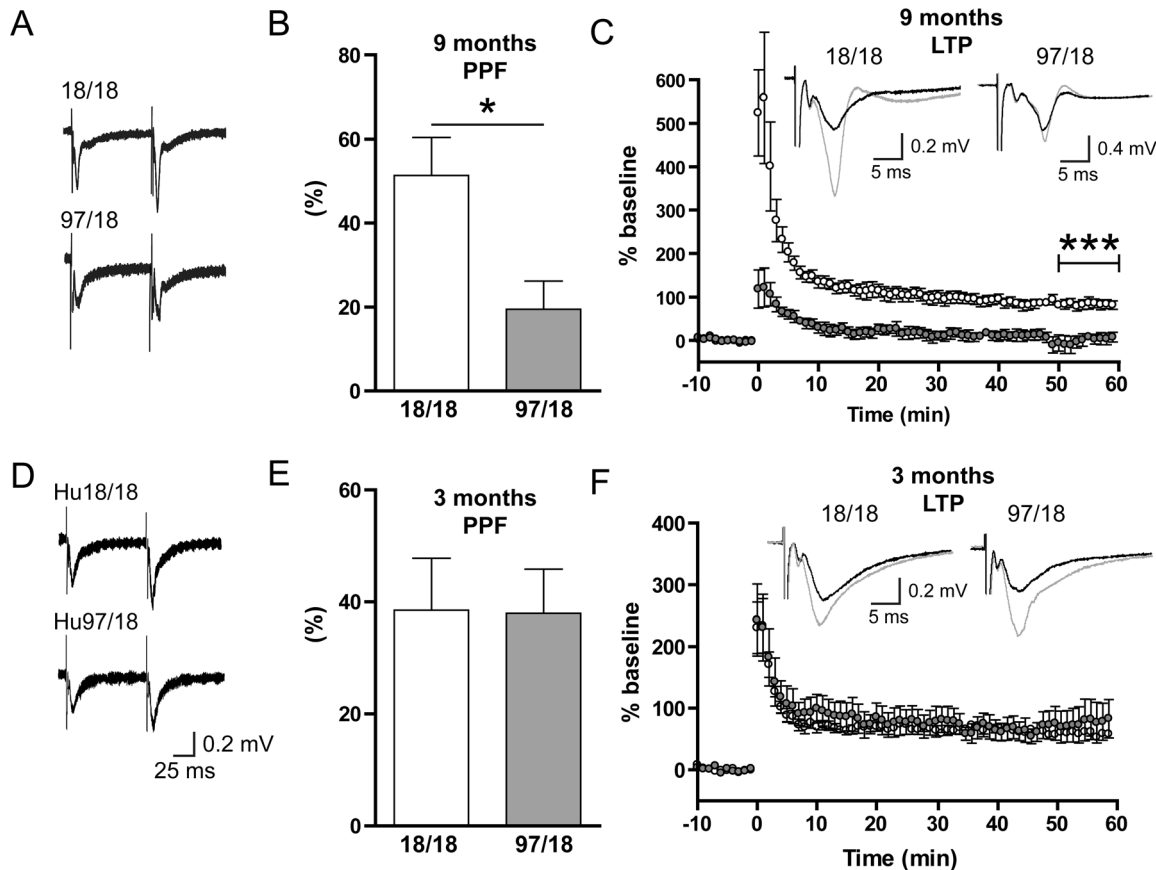 A
18/18
97/18
B
9 months
PPF
*
(%)
80
60
40
20
0
18/18
97/18
C
9 months
LTP
18/18
97/18
0.2 mV
5 ms
0.4 mV
5 ms
***
% baseline
600
500
400
300
200
100
0
-10 0 10 20 30 40 50 60
Time (min)
D
Hu18/18
Hu97/18
0.2 mV
25 ms
E
3 months
PPF
(%)
60
40
20
0
18/18
97/18
F
3 months
LTP
18/18
97/18
0.2 mV
5 ms
% baseline
400
300
200
100
0
-10 0 10 20 30 40 50 60
Time (min)